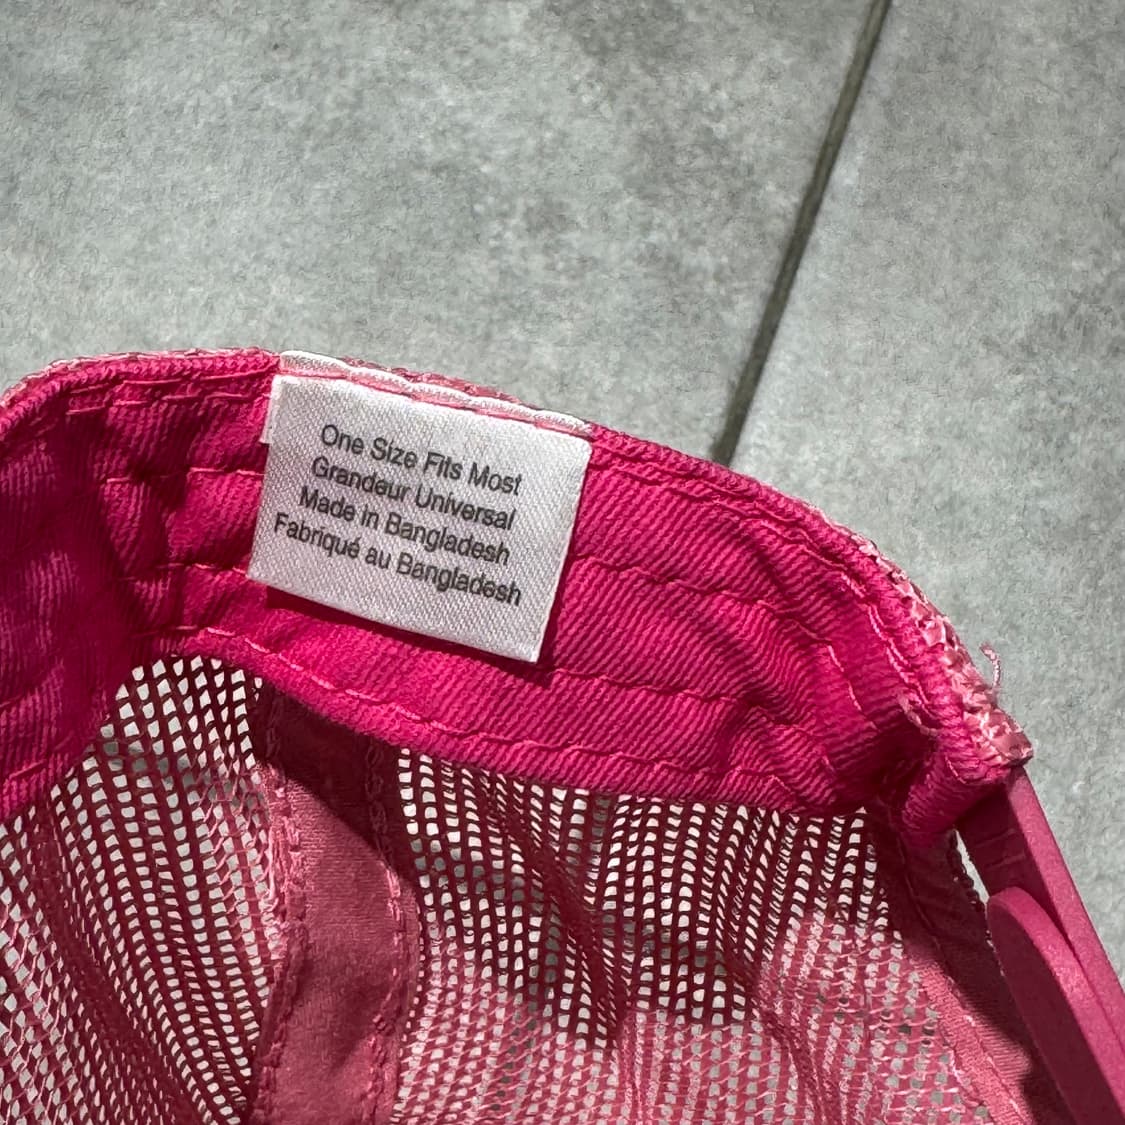 One Size Fits Most
Grandeur Universal
Made in Bangladesh
Fabriqué au Bangladesh